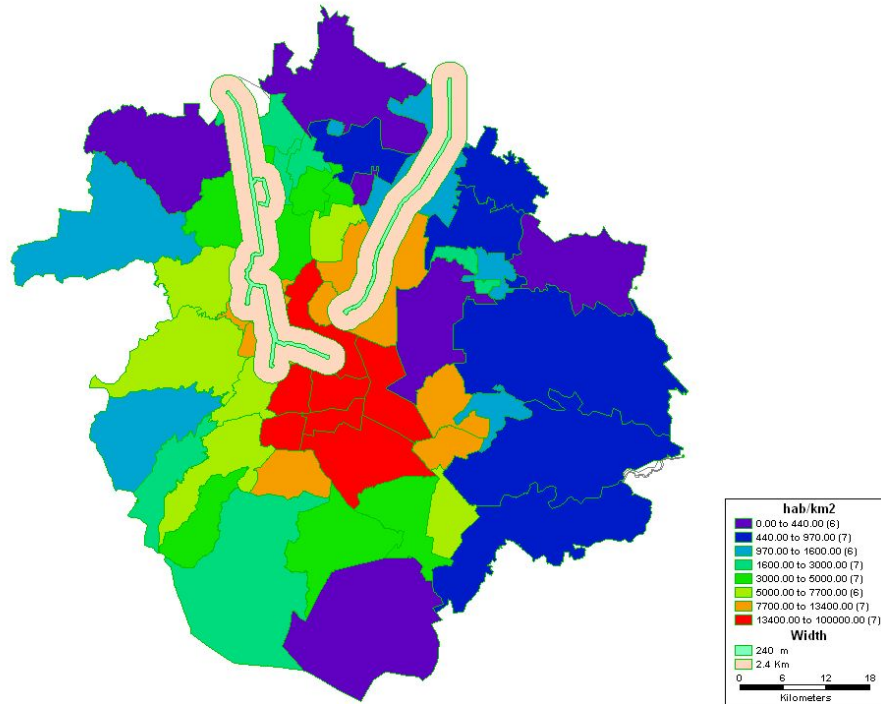 hab/km2
0.00 to 440.00 (6)
440.00 to 970.00 (7)
970.00 to 1600.00 (6)
1600.00 to 3000.00 (7)
3000.00 to 5000.00 (7)
5000.00 to 7700.00 (6)
7700.00 to 13400.00 (7)
13400.00 to 100000.00 (7)
Width
240 m
2.4 Km
0 6 12 18
Kilometers